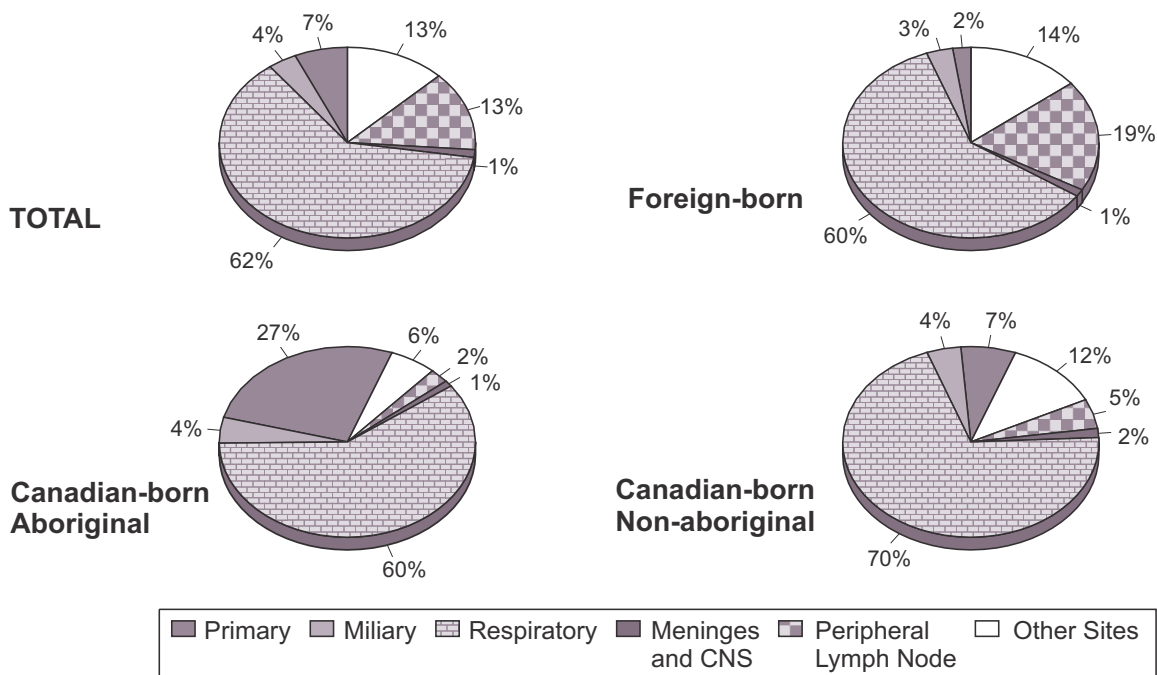 7%
4%
13%
13%
1%
62%
TOTAL
2%
3%
14%
19%
1%
60%
Foreign-born
27%
6%
2%
1%
4%
60%
Canadian-born
Aboriginal
4%
7%
12%
5%
2%
70%
Canadian-born
Non-aboriginal
Primary
Miliary
Respiratory
Meninges
and CNS
Peripheral
Lymph Node
Other Sites